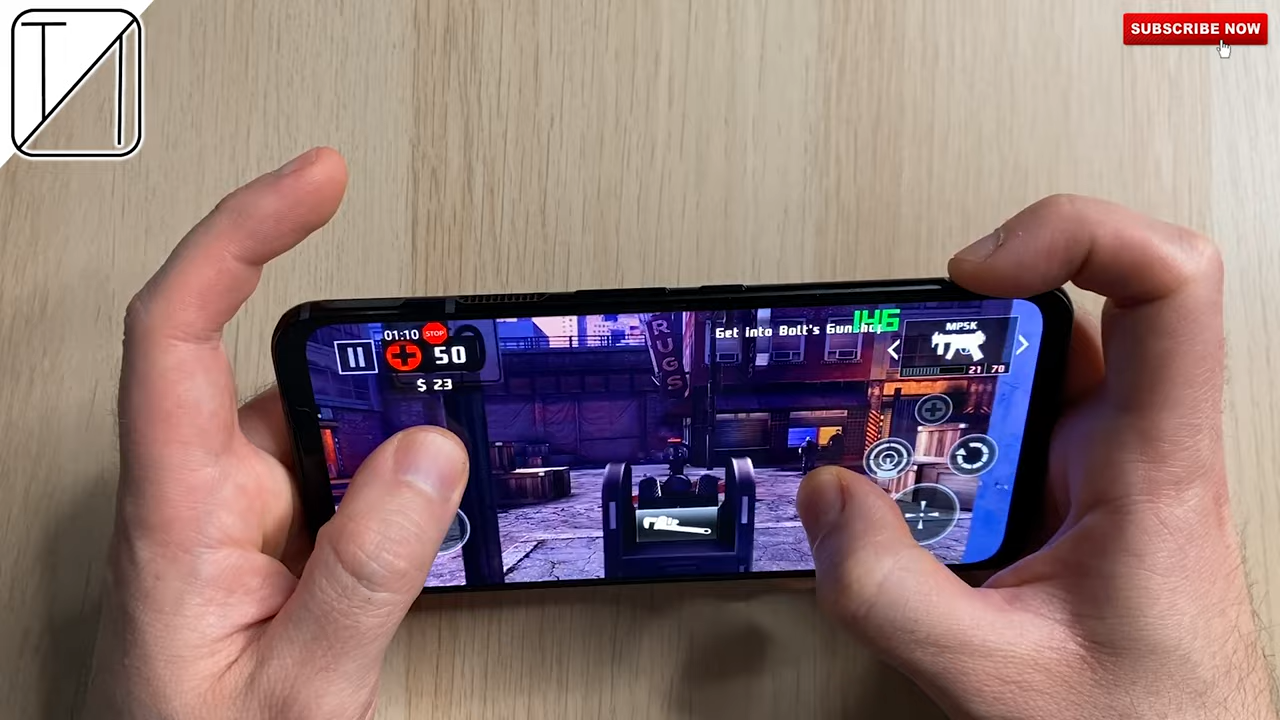 SUBSCRIBE NOW
01:10 STOP
50
$ 23
RUGS
Get into Bolt's Gunshop
146
MP5K
21 70